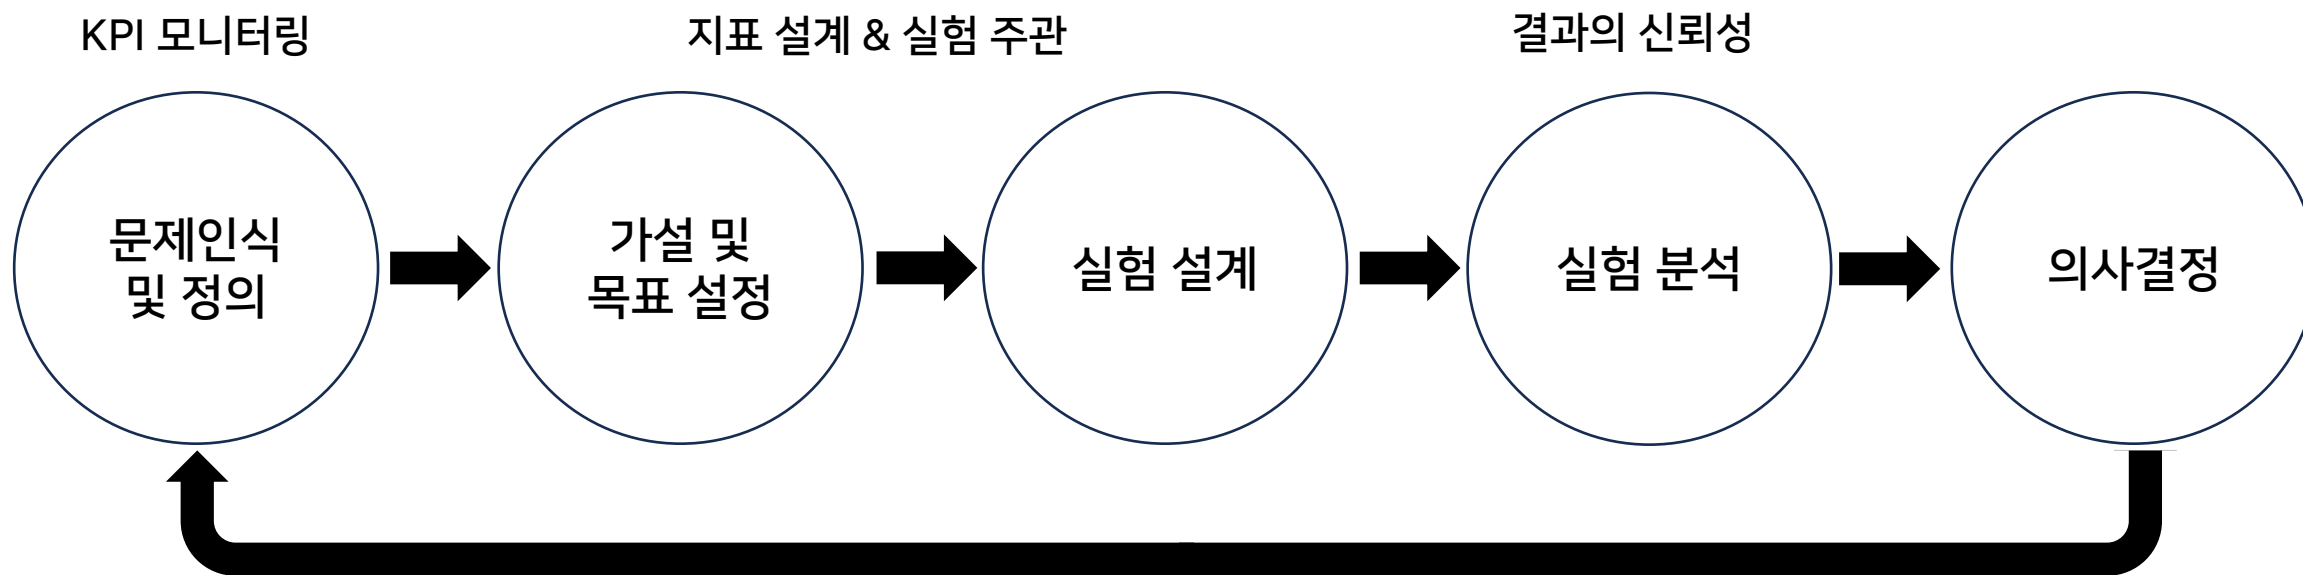 KPI 모니터링
지표 설계 & 실험 주관
결과의 신뢰성
문제인식
및 정의
가설 및
목표 설정
실험 설계
실험 분석
의사결정